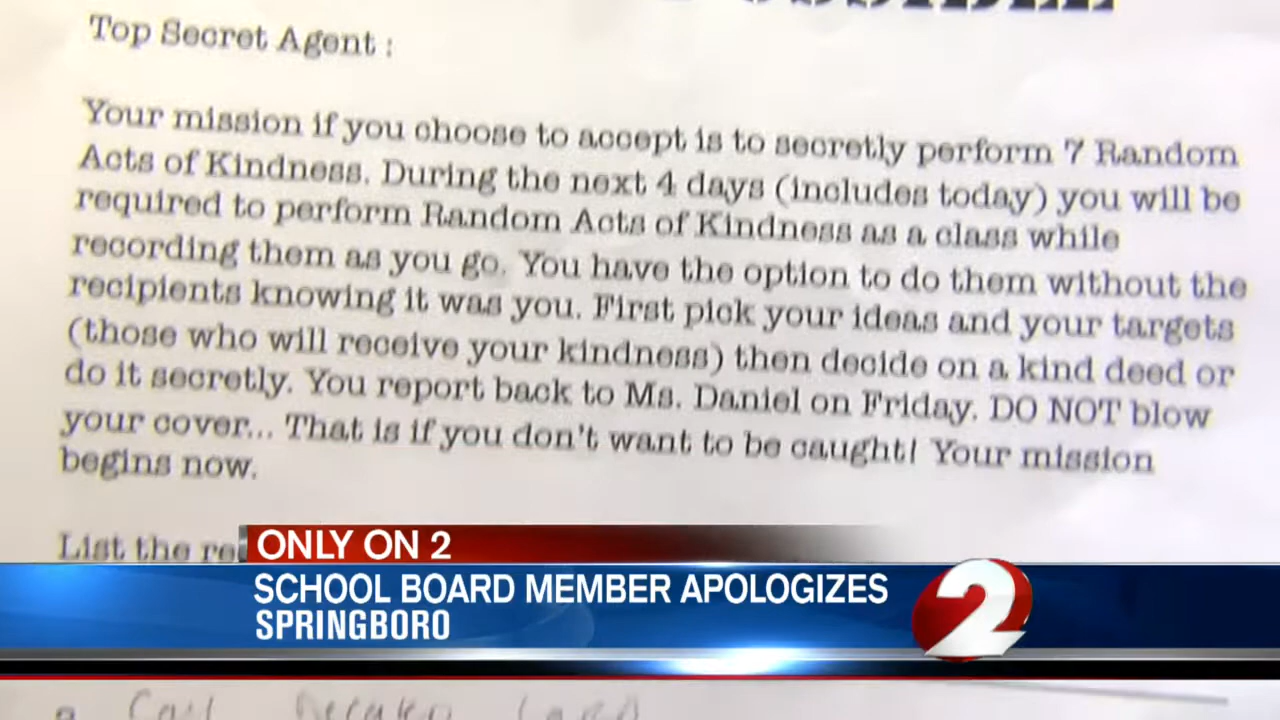 Top Secret Agent :
Your mission if you choose to accept is to secretly perform 7 Random
Acts of Kindness. During the next 4 days (includes today) you will be
required to perform Random Acts of Kindness as a class while
recording them as you go. You have the option to do them without the
recipients knowing it was you. First pick your ideas and your targets
(those who will receive your kindness) then decide on a kind deed or
do it secretly. You report back to Ms. Daniel on Friday. DO NOT blow
your cover... That is if you don't want to be caught! Your mission
begins now.
List the
ONLY ON 2
SCHOOL BOARD MEMBER APOLOGIZES
SPRINGBORO
2